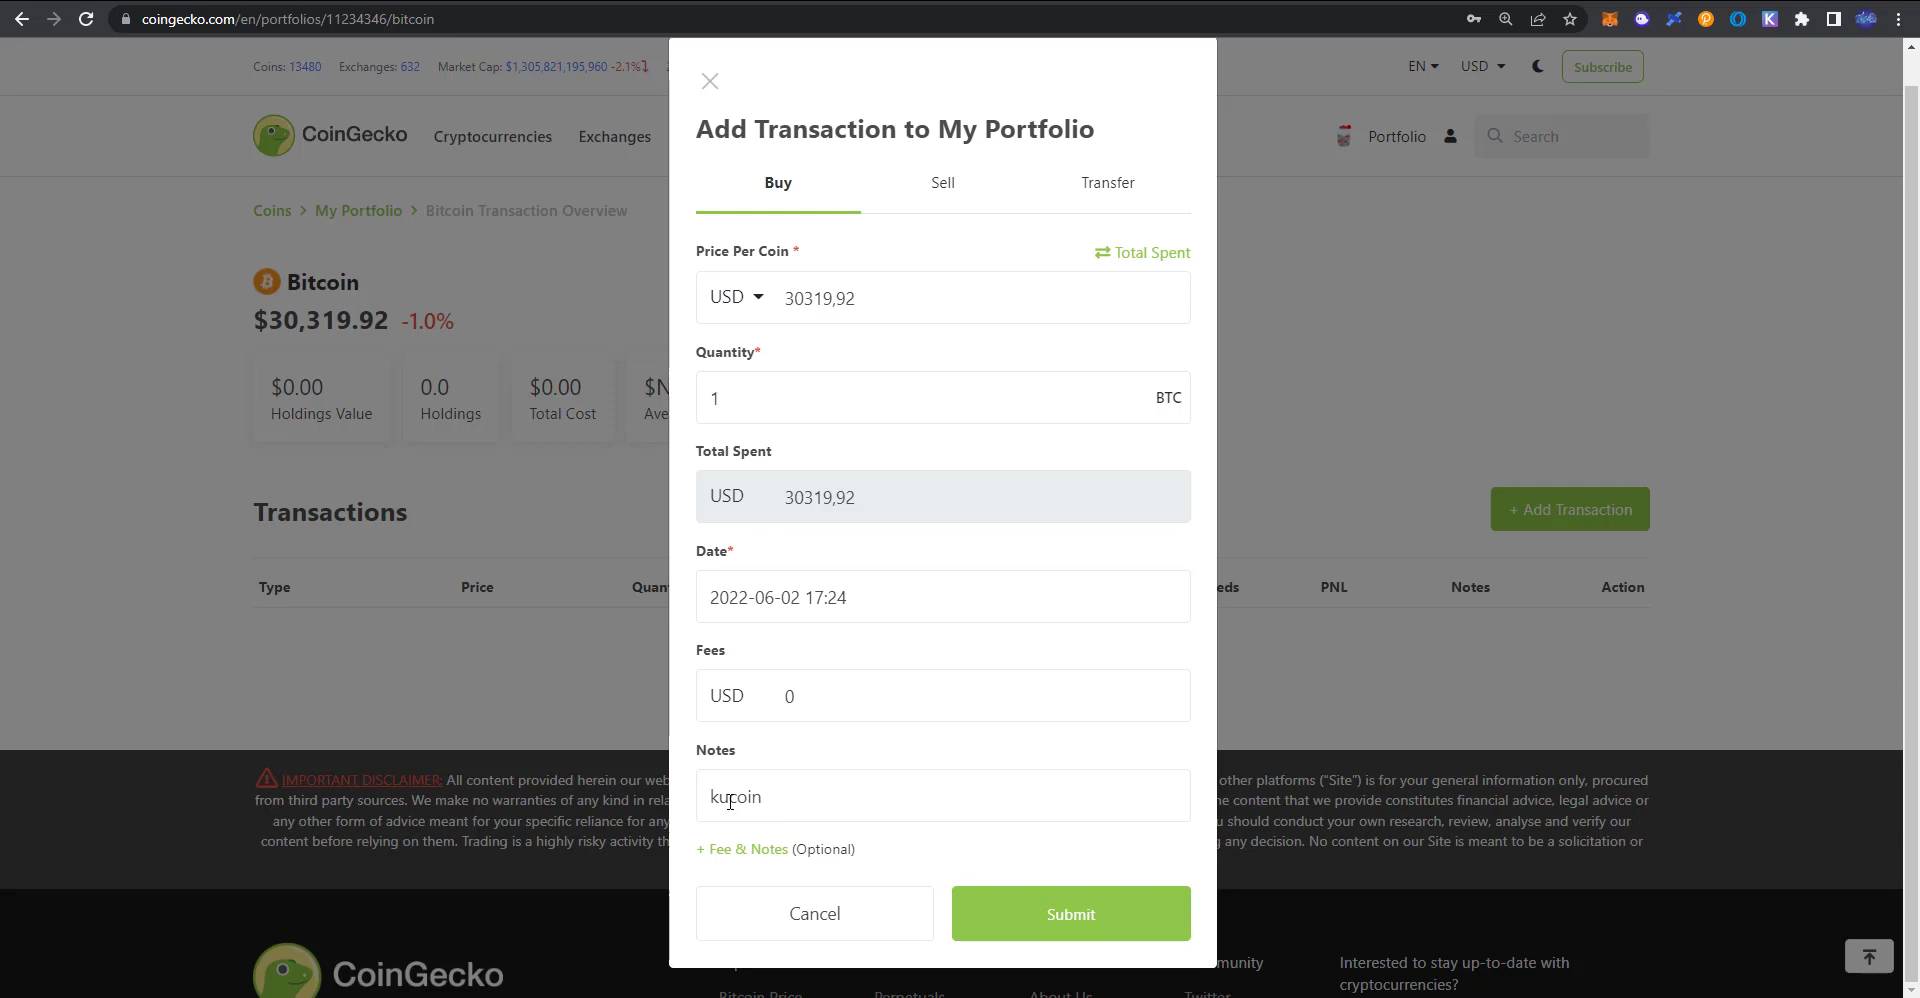 coingecko.com/en/portfolios/11234346/bitcoin
Coins: 13480 Exchanges: 632 Market Cap: $1,305,821,195,960 -2.1%
EN USD Subscribe
CoinGecko Cryptocurrencies Exchanges Portfolio Search
Coins > My Portfolio > Bitcoin Transaction Overview
Bitcoin
$30,319.92 -1.0%
$0.00 0.0 $0.00
Holdings Value Holdings Total Cost
Transactions
+ Add Transaction
Type Price PNL Notes Action
Add Transaction to My Portfolio
Buy Sell Transfer
Price Per Coin * Total Spent
USD 30319,92
Quantity*
1 BTC
Total Spent
USD 30319,92
Date*
2022-06-02 17:24
Fees
USD 0
Notes
kucoin
+ Fee & Notes (Optional)
Cancel Submit
IMPORTANT DISCLAIMER: All content provided herein our web other platforms (“Site”) is for your general information only, procured
from third party sources. We make no warranties of any kind in rela e content that we provide constitutes financial advice, legal advice or
any other form of advice meant for your specific reliance for any should conduct your own research, review, analyse and verify our
content before relying on them. Trading is a highly risky activity th any decision. No content on our Site is meant to be a solicitation or
CoinGecko
Interested to stay up-to-date with
cryptocurrencies?
Bitcoin Price Perpetuals About Us Twitter